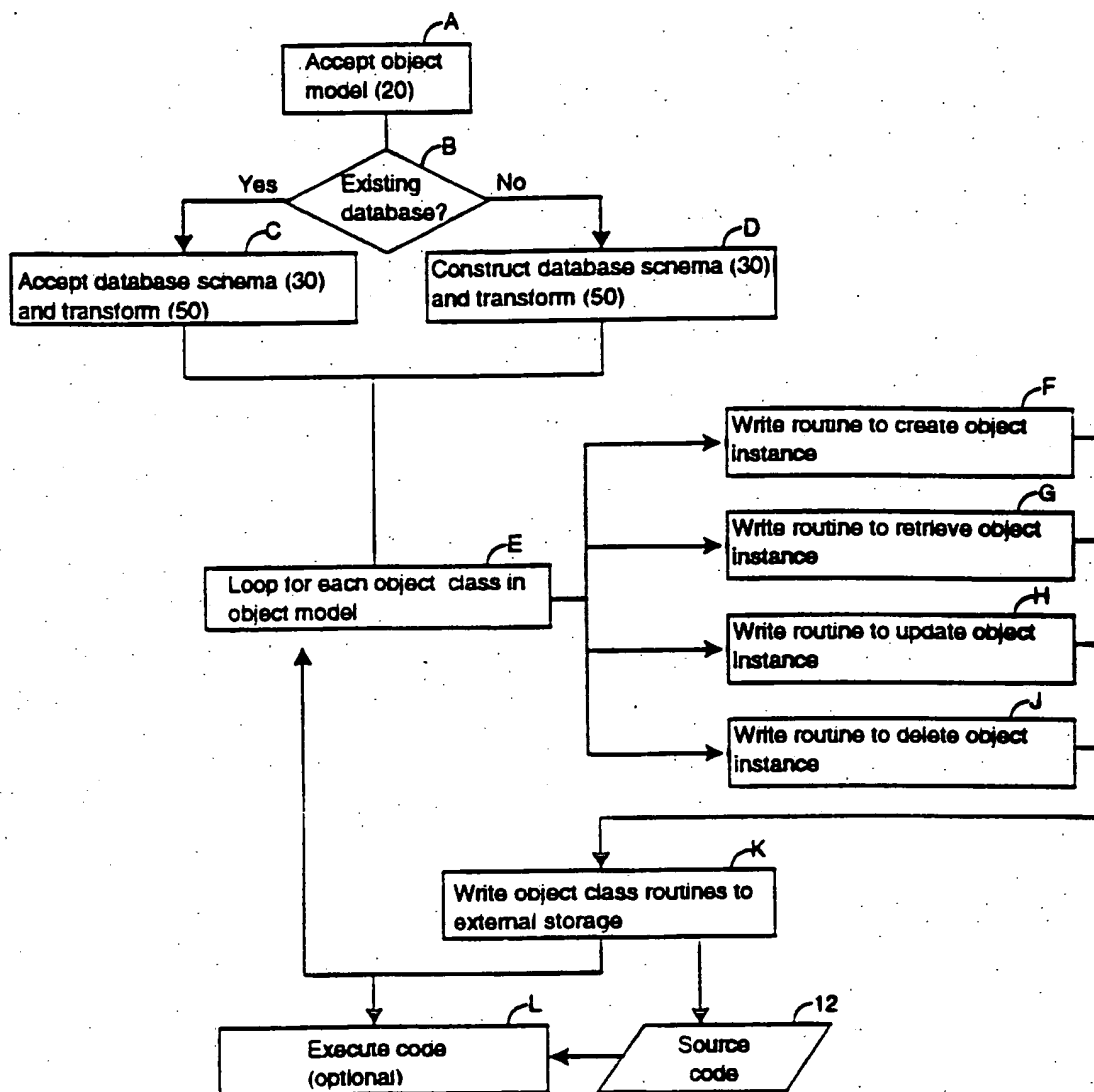 A
Accept object
model (20)
B
Yes
Existing
database?
No
C
Accept database schema (30)
and transform (50)
D
Construct database schema (30)
and transform (50)
F
Write routine to create object
instance
G
Write routine to retrieve object
instance
E
Loop for each object class in
object model
H
Write routine to update object
instance
J
Write routine to delete object
instance
K
Write object class routines to
external storage
L
Execute code
(optional)
12
Source
code